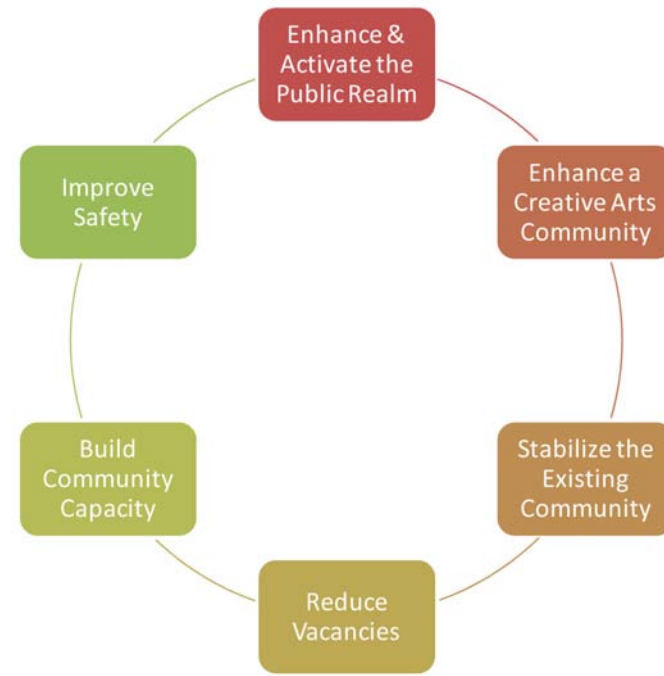 Enhance &
Activate the
Public Realm
Enhance a
Creative Arts
Community
Stabilize the
Existing
Community
Reduce
Vacancies
Build
Community
Capacity
Improve
Safety